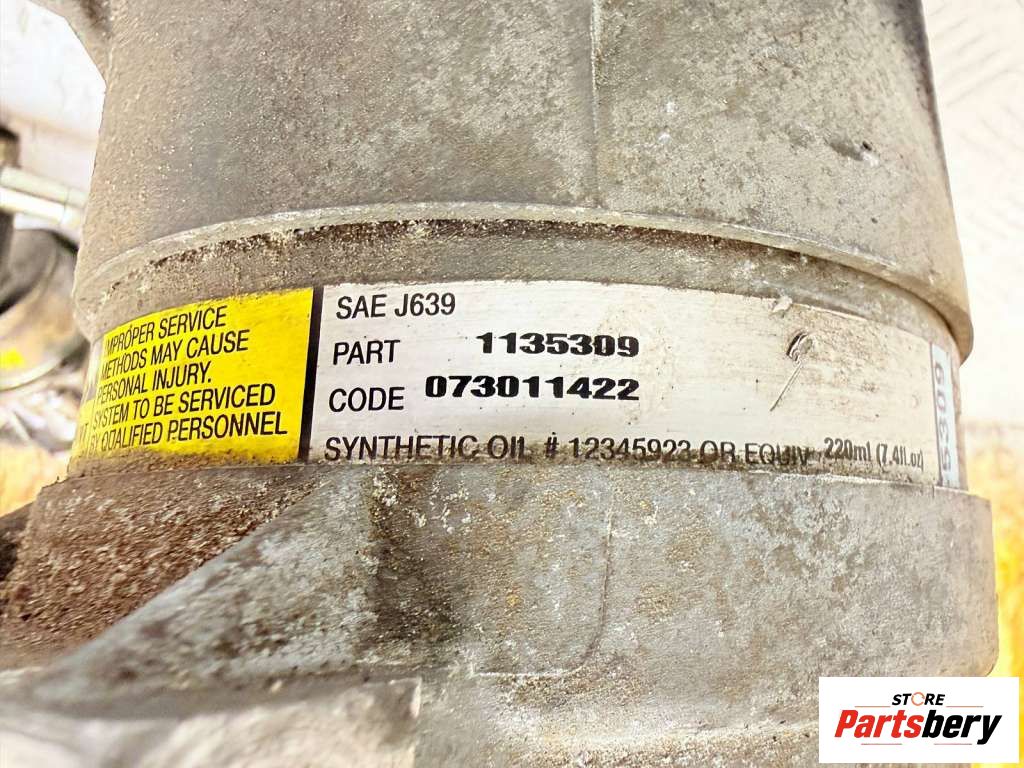 IMPROPER SERVICE
METHODS MAY CAUSE
PERSONAL INJURY.
SYSTEM TO BE SERVICED
BY QUALIFIED PERSONNEL
SAE J639
PART 1135309
CODE 073011422
SYNTHETIC OIL # 12345923 OR EQUIV 220ml (7.4fl.oz)
5309
STORE
Partsbery